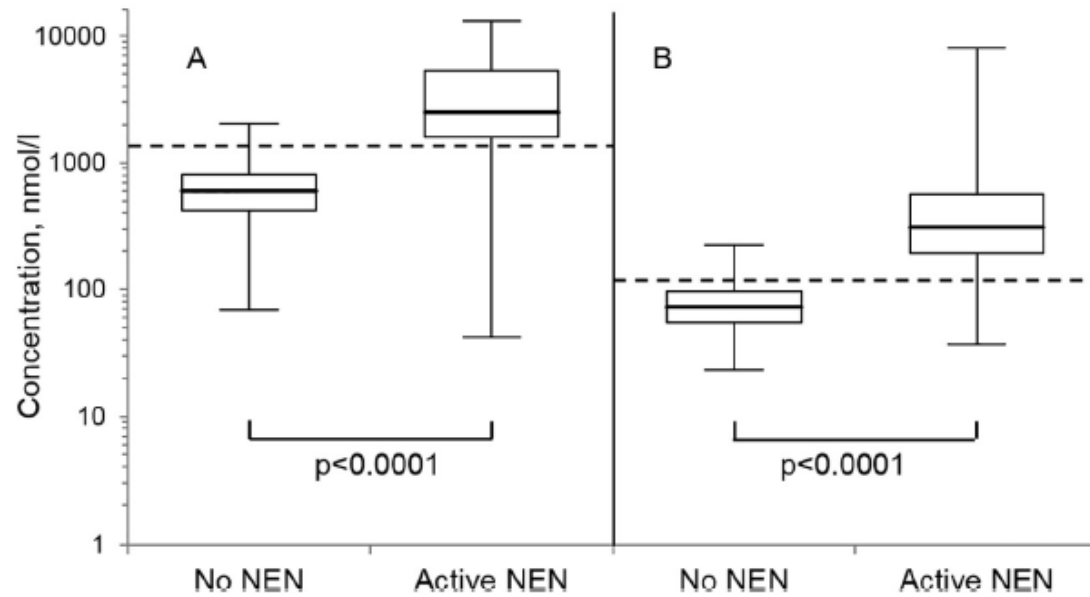 Concentration, nmol/l
10000
1000
100
10
1
A
B
p<0.0001
p<0.0001
No NEN
Active NEN
No NEN
Active NEN